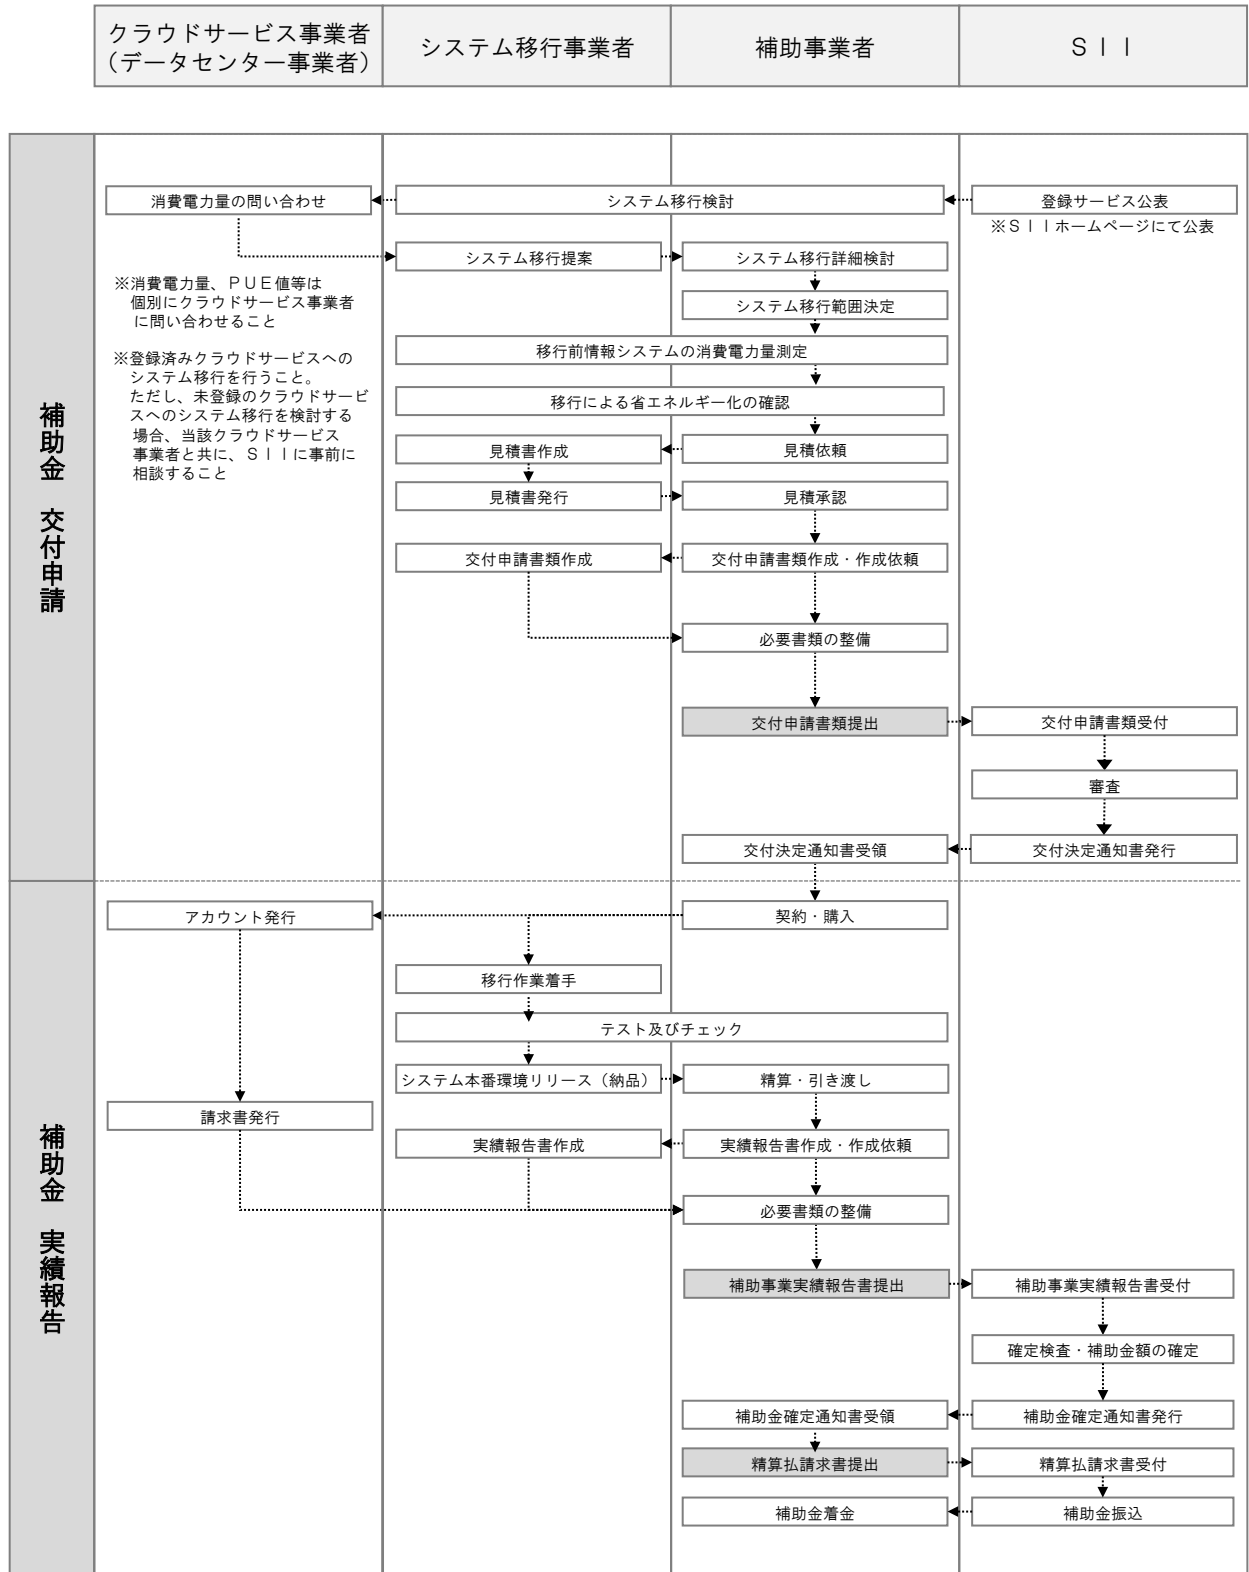 クラウドサービス事業者
（データセンター事業者）
システム移行事業者
補助事業者
ＳＩＩ
補助金　交付申請
消費電力量の問い合わせ
システム移行検討
登録サービス公表
※ＳＩＩホームページにて公表
システム移行提案
システム移行詳細検討
※消費電力量、ＰＵＥ値等は
個別にクラウドサービス事業者
に問い合わせること
システム移行範囲決定
移行前情報システムの消費電力量測定
※登録済みクラウドサービスへの
システム移行を行うこと。
ただし、未登録のクラウドサービ
スへのシステム移行を検討する
場合、当該クラウドサービス
事業者と共に、ＳＩＩに事前に
相談すること
移行による省エネルギー化の確認
見積書作成
見積依頼
見積書発行
見積承認
交付申請書類作成
交付申請書類作成・作成依頼
必要書類の整備
交付申請書類提出
交付申請書類受付
審査
交付決定通知書受領
交付決定通知書発行
補助金　実績報告
アカウント発行
契約・購入
移行作業着手
テスト及びチェック
システム本番環境リリース（納品）
精算・引き渡し
請求書発行
実績報告書作成
実績報告書作成・作成依頼
必要書類の整備
補助事業実績報告書提出
補助事業実績報告書受付
確定検査・補助金額の確定
補助金確定通知書受領
補助金確定通知書発行
精算払請求書提出
精算払請求書受付
補助金着金
補助金振込